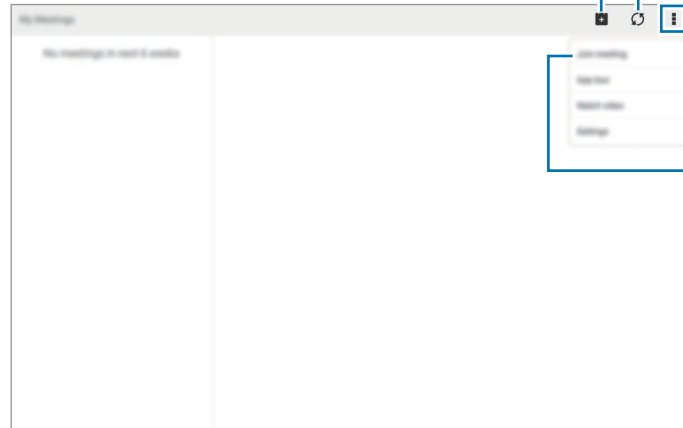 My Meetings
No meetings in next 6 weeks
Join meeting
App tour
Watch video
Settings